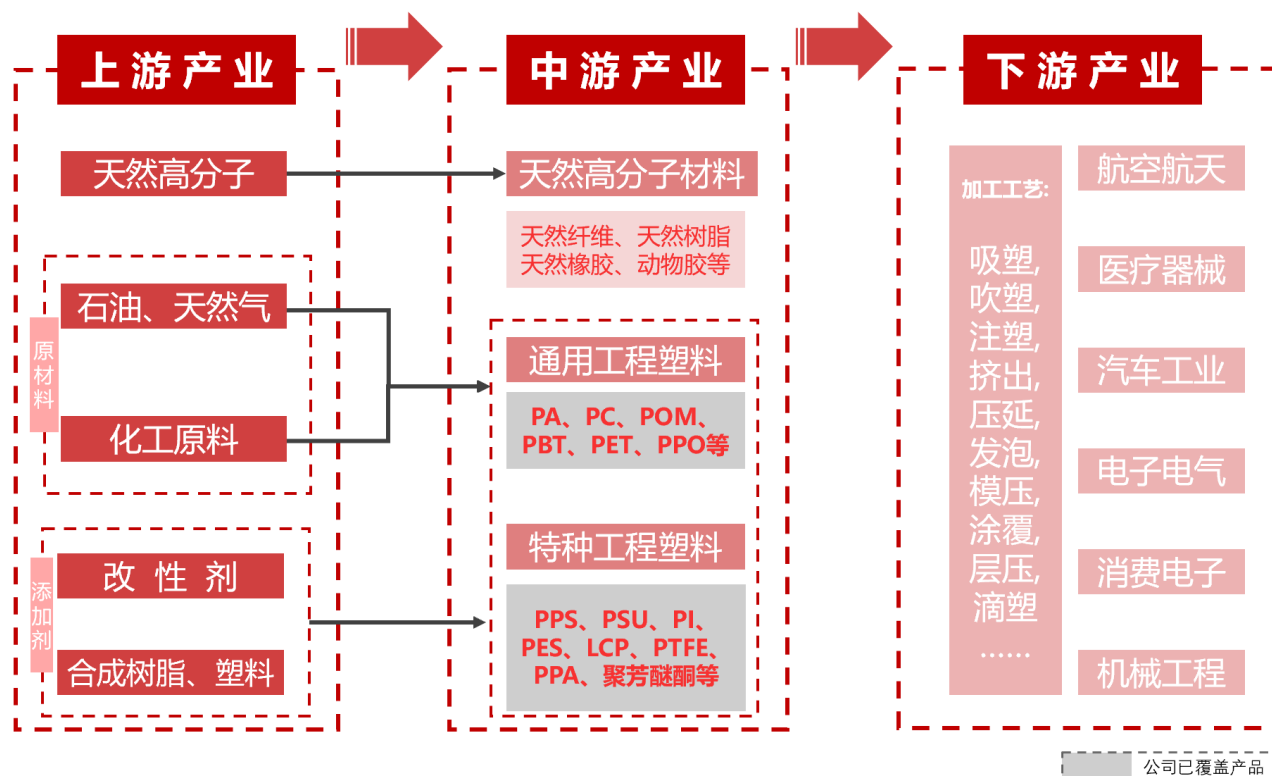 上游产业
中游产业
下游产业
天然高分子
原材料
石油、天然气
化工原料
添加剂
改性剂
合成树脂、塑料
天然高分子材料
天然纤维、天然树脂
天然橡胶、动物胶等
通用工程塑料
PA、PC、POM、
PBT、PET、PPO等
特种工程塑料
PPS、PSU、PI、
PES、LCP、PTFE、
PPA、聚芳醚酮等
加工工艺:
吸塑,
吹塑,
注塑,
挤出,
压延,
发泡,
模压,
涂覆,
层压,
滴塑
……
航空航天
医疗器械
汽车工业
电子电气
消费电子
机械工程
公司已覆盖产品